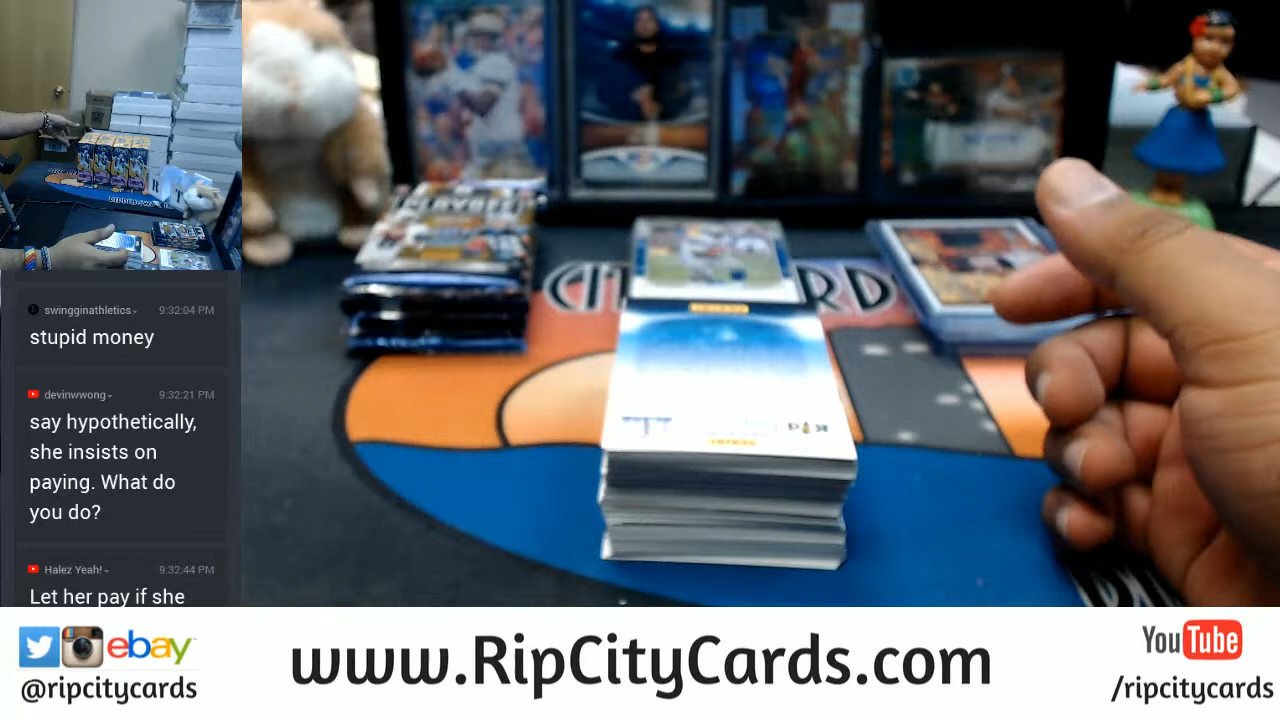 swingginathletics
9:32:04 PM
stupid money
devinwwong
9:32:21 PM
say hypothetically,
she insists on
paying. What do
you do?
Halez Yeah!
9:32:44 PM
Let her pay if she
PLAYOFF
ebay
@ripcitycards
www.RipCityCards.com
YouTube
/ripcitycards